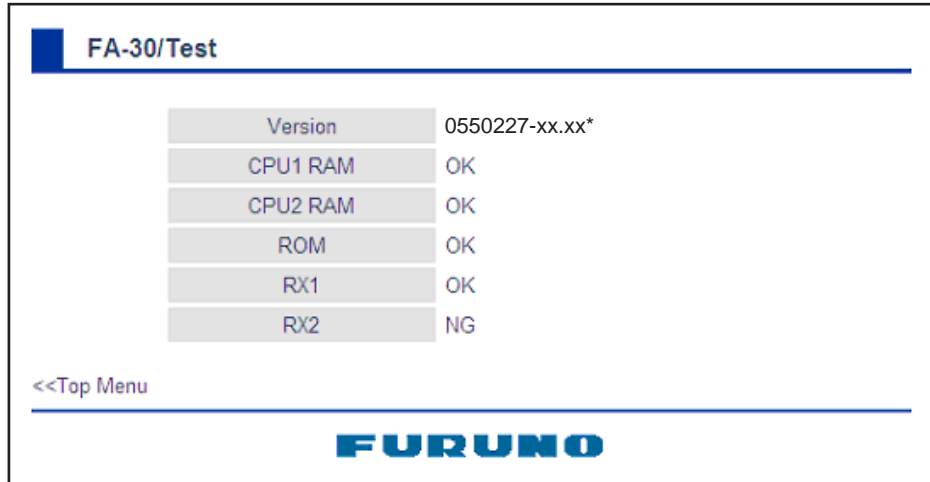 FA-30/Test
Version 0550227-xx.xx*
CPU1 RAM OK
CPU2 RAM OK
ROM OK
RX1 OK
RX2 NG
<<Top Menu
FURUNO